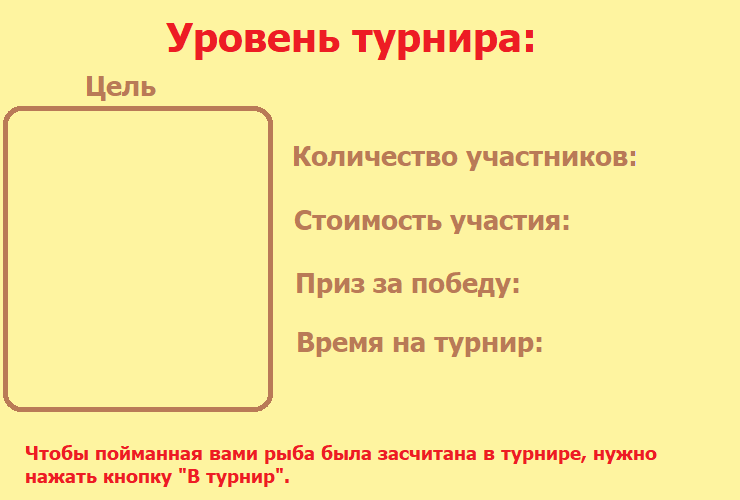 Уровень турнира:
Цель
Количество участников:
Стоимость участия:
Приз за победу:
Время на турнир:
Чтобы пойманная вами рыба была засчитана в турнире, нужно
нажать кнопку "В турнир".